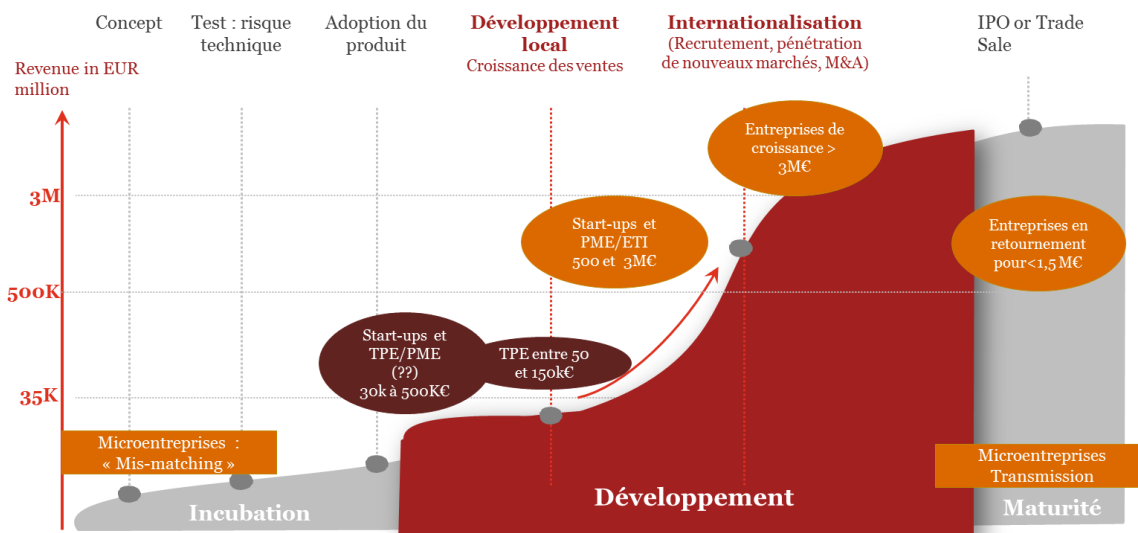 Concept
Test : risque
technique
Adoption du
produit
Développement
local
Croissance des ventes
Internationalisation
(Recrutement, pénétration
de nouveaux marchés, M&A)
IPO or Trade
Sale
Revenue in EUR
million
3M
500K
35K
Entreprises de
croissance >
3M€
Start-ups et
PME/ETI
500 et 3M€
Entreprises en
retournement
pour<1,5 M€
Start-ups et
TPE/PME
(??)
30k à 500K€
TPE entre 50
et 150k€
Microentreprises :
« Mis-matching »
Microentreprises
Transmission
Incubation
Développement
Maturité